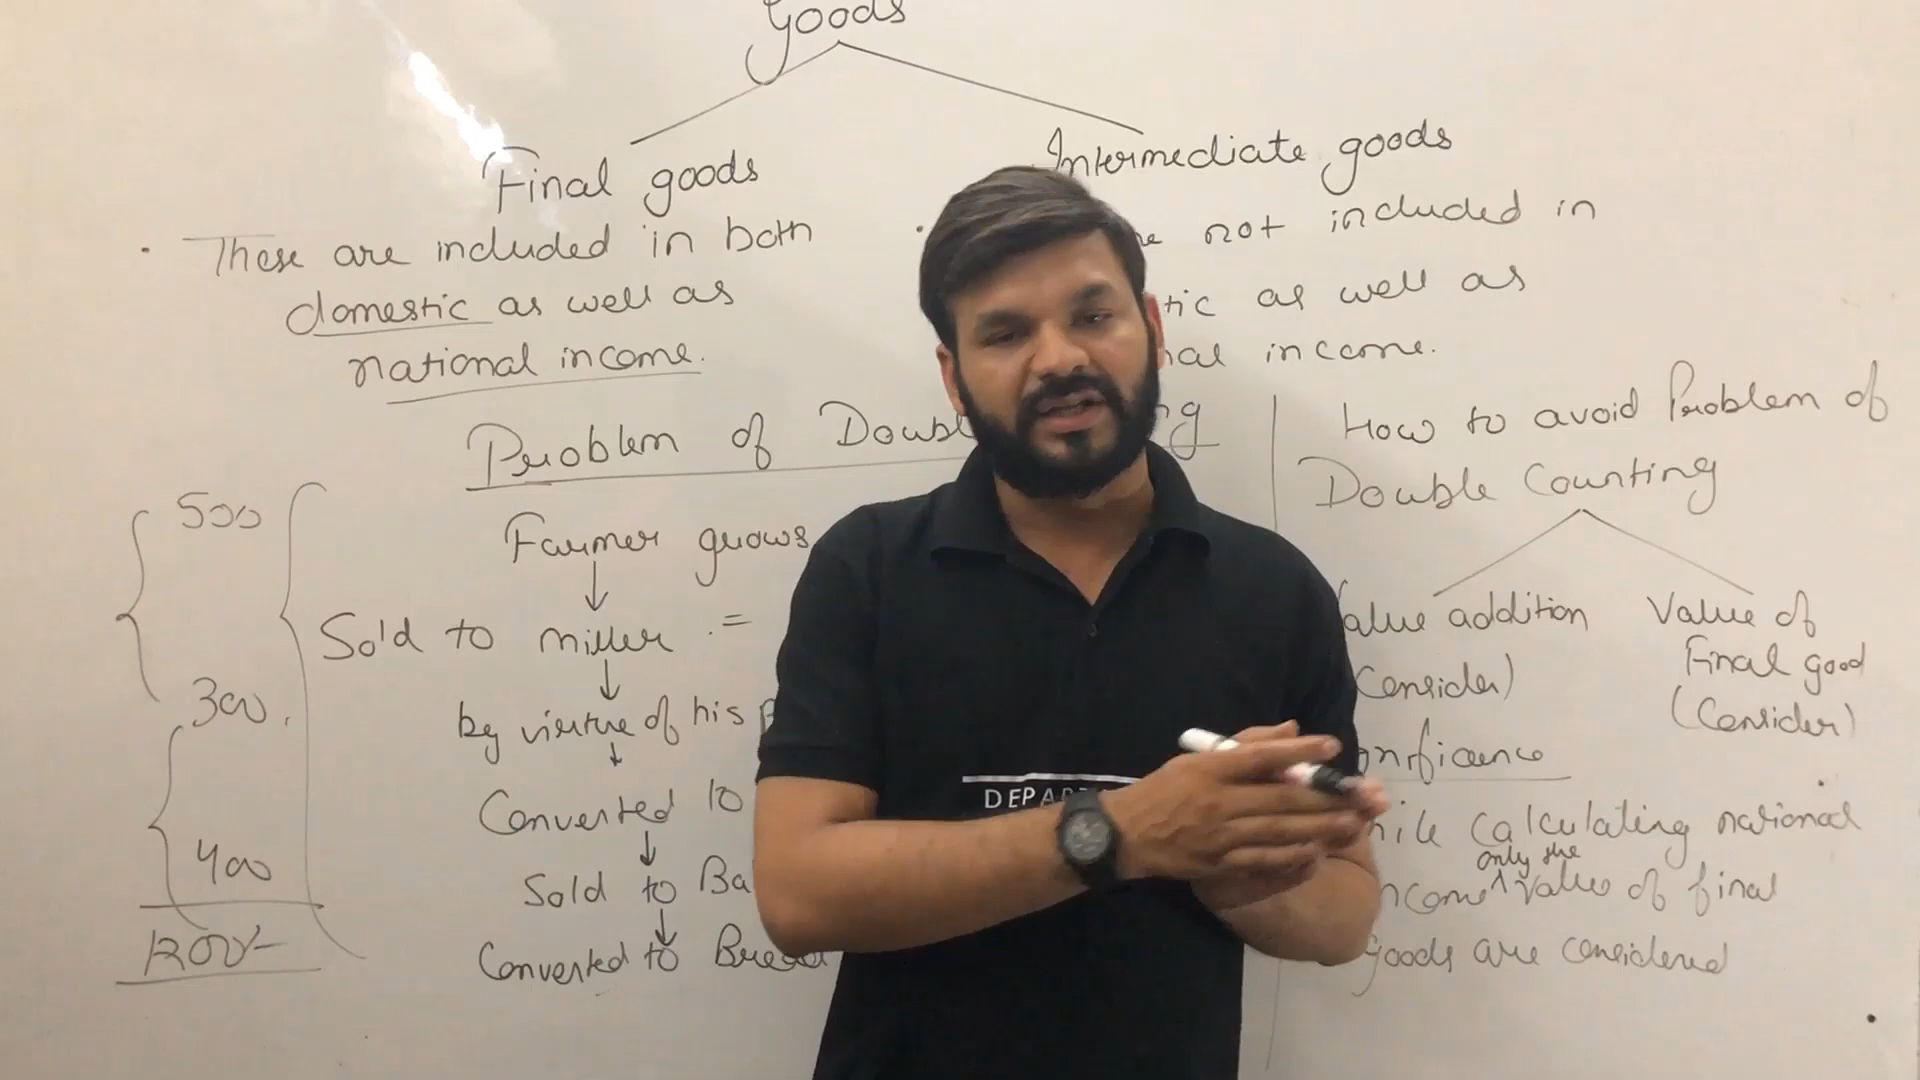 Goods
Final goods
Intermediate goods
· These are included in both
domestic as well as
national income.
not included in
as well as
income.
Problem of
Farmer grows
Sold to miller =
by virtue of his
Converted to
Sold to
Converted to Bread
500
300
400
1200/-
How to avoid Problem of
Double Counting
Value addition
(Consider)
Value of
Final good
(Consider)
calculating national
only the
value of final
goods are considered
DEPA